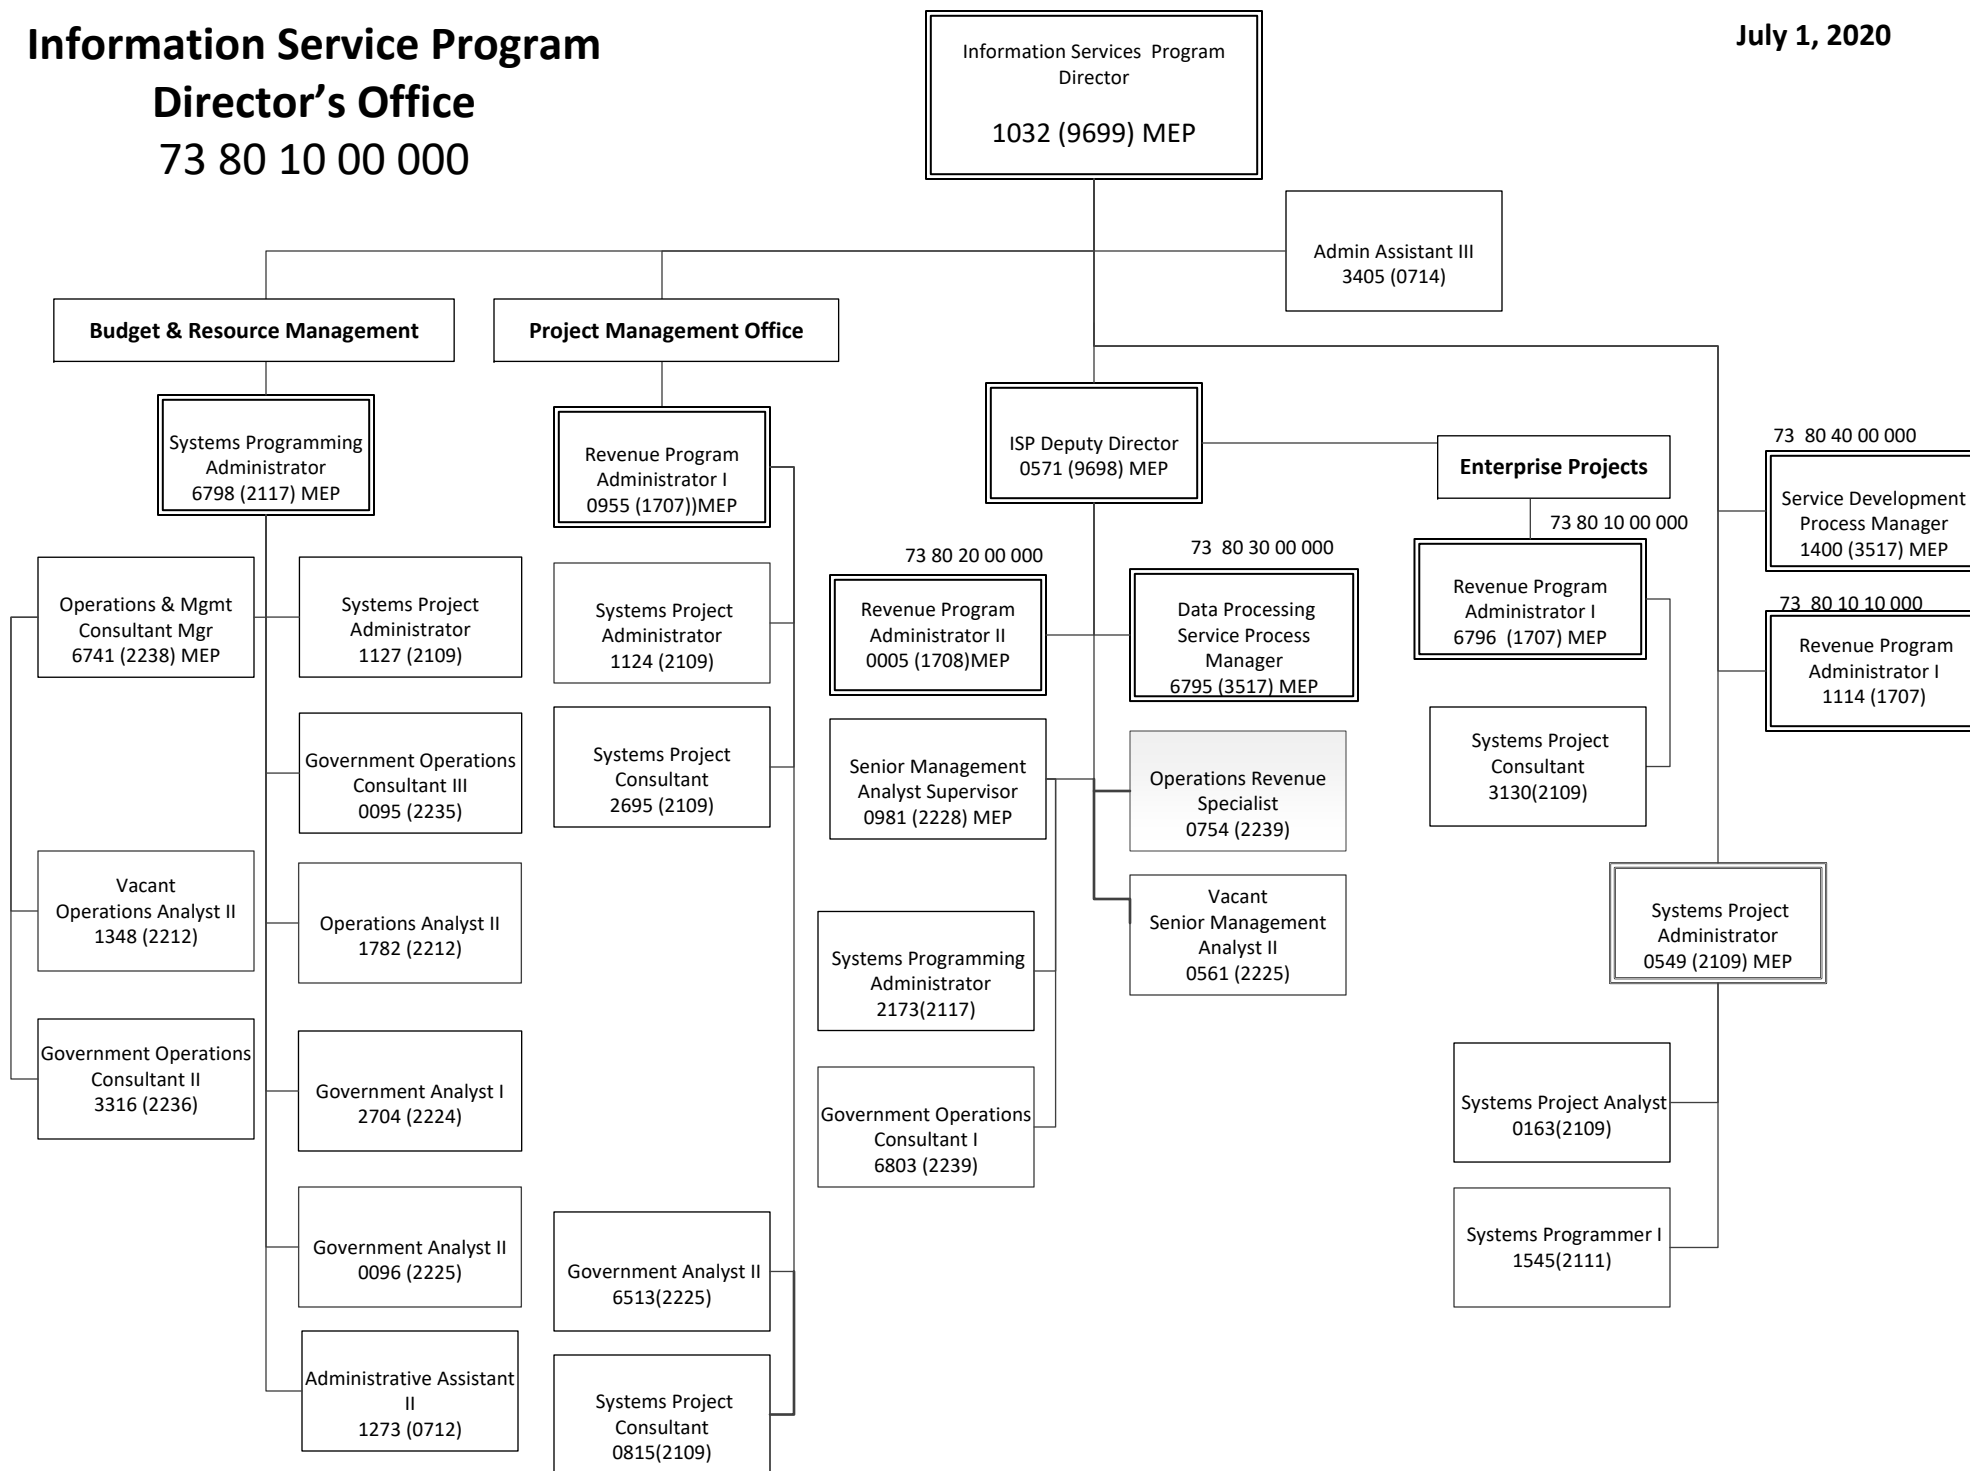 Information Service Program
Director's Office
73 80 10 00 000
July 1, 2020
Information Services  Program
Director
1032 (9699) MEP
Admin Assistant III
3405 (0714)
Budget & Resource Management
Systems Programming
Administrator
6798 (2117) MEP
Operations & Mgmt
Consultant Mgr
6741 (2238) MEP
Vacant
Operations Analyst II
1348 (2212)
Government Operations
Consultant II
3316 (2236)
Systems Project
Administrator
1127 (2109)
Government Operations
Consultant III
0095 (2235)
Operations Analyst II
1782 (2212)
Government Analyst I
2704 (2224)
Government Analyst II
0096 (2225)
Administrative Assistant
II
1273 (0712)
Project Management Office
Revenue Program
Administrator I
0955 (1707))MEP
Systems Project
Administrator
1124 (2109)
Systems Project
Consultant
2695 (2109)
Government Analyst II
6513(2225)
Systems Project
Consultant
0815(2109)
ISP Deputy Director
0571 (9698) MEP
73 80 20 00 000
Revenue Program
Administrator II
0005 (1708)MEP
73  80 30 00 000
Data Processing
Service Process
Manager
6795 (3517) MEP
Senior Management
Analyst Supervisor
0981 (2228) MEP
Systems Programming
Administrator
2173(2117)
Government Operations
Consultant I
6803 (2239)
Operations Revenue
Specialist
0754 (2239)
Vacant
Senior Management
Analyst II
0561 (2225)
Enterprise Projects
73 80 10 00 000
Revenue Program
Administrator I
6796  (1707) MEP
Systems Project
Consultant
3130(2109)
73  80 40 00 000
Service Development
Process Manager
1400 (3517) MEP
73  80 10 10 000
Revenue Program
Administrator I
1114 (1707)
Systems Project
Administrator
0549 (2109) MEP
Systems Project Analyst
0163(2109)
Systems Programmer I
1545(2111)